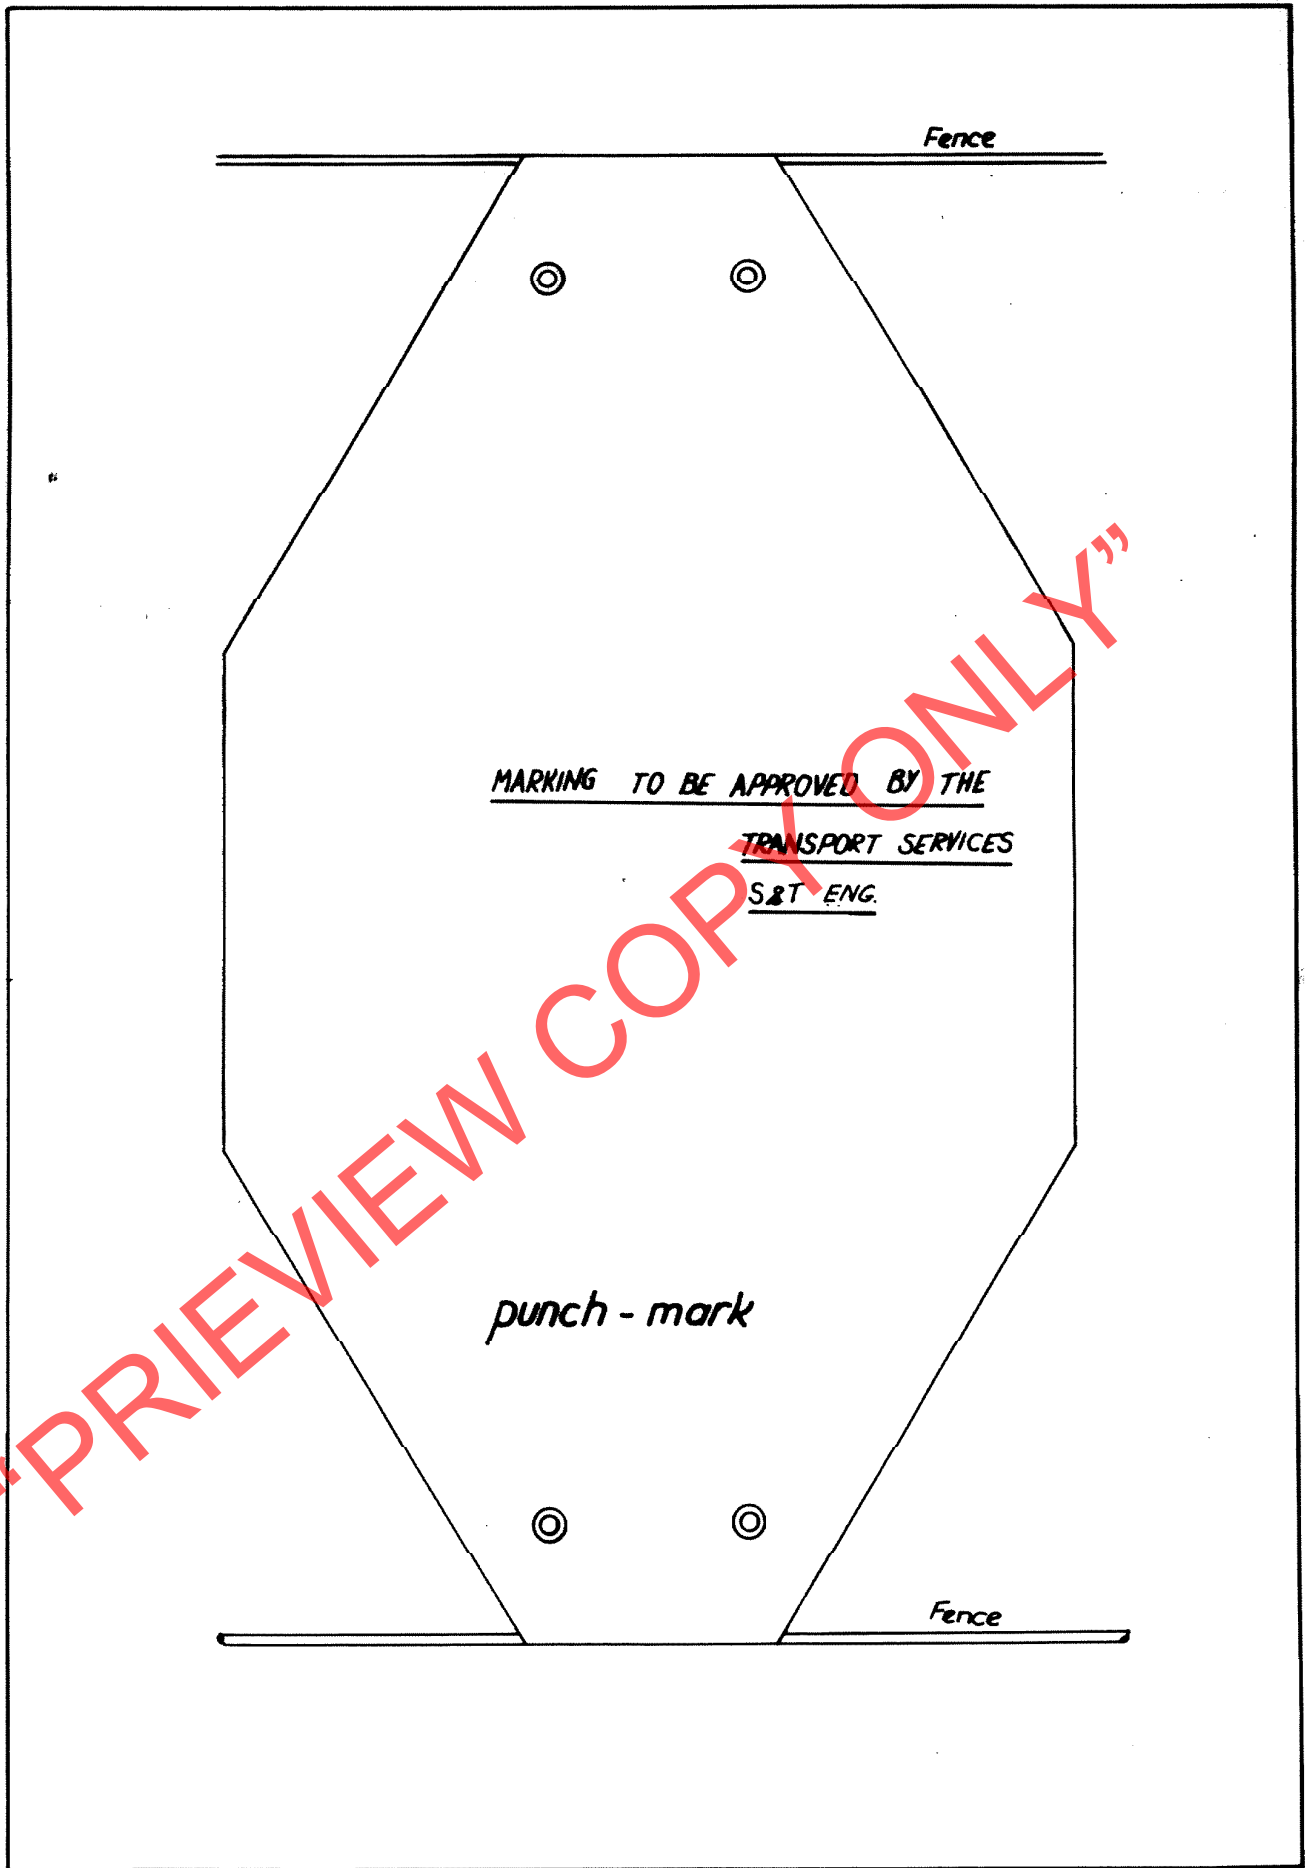 Fence
MARKING TO BE APPROVED BY THE
TRANSPORT SERVICES
S&T ENG.
"PRIEVIEW COPY ONLY"
punch - mark
Fence